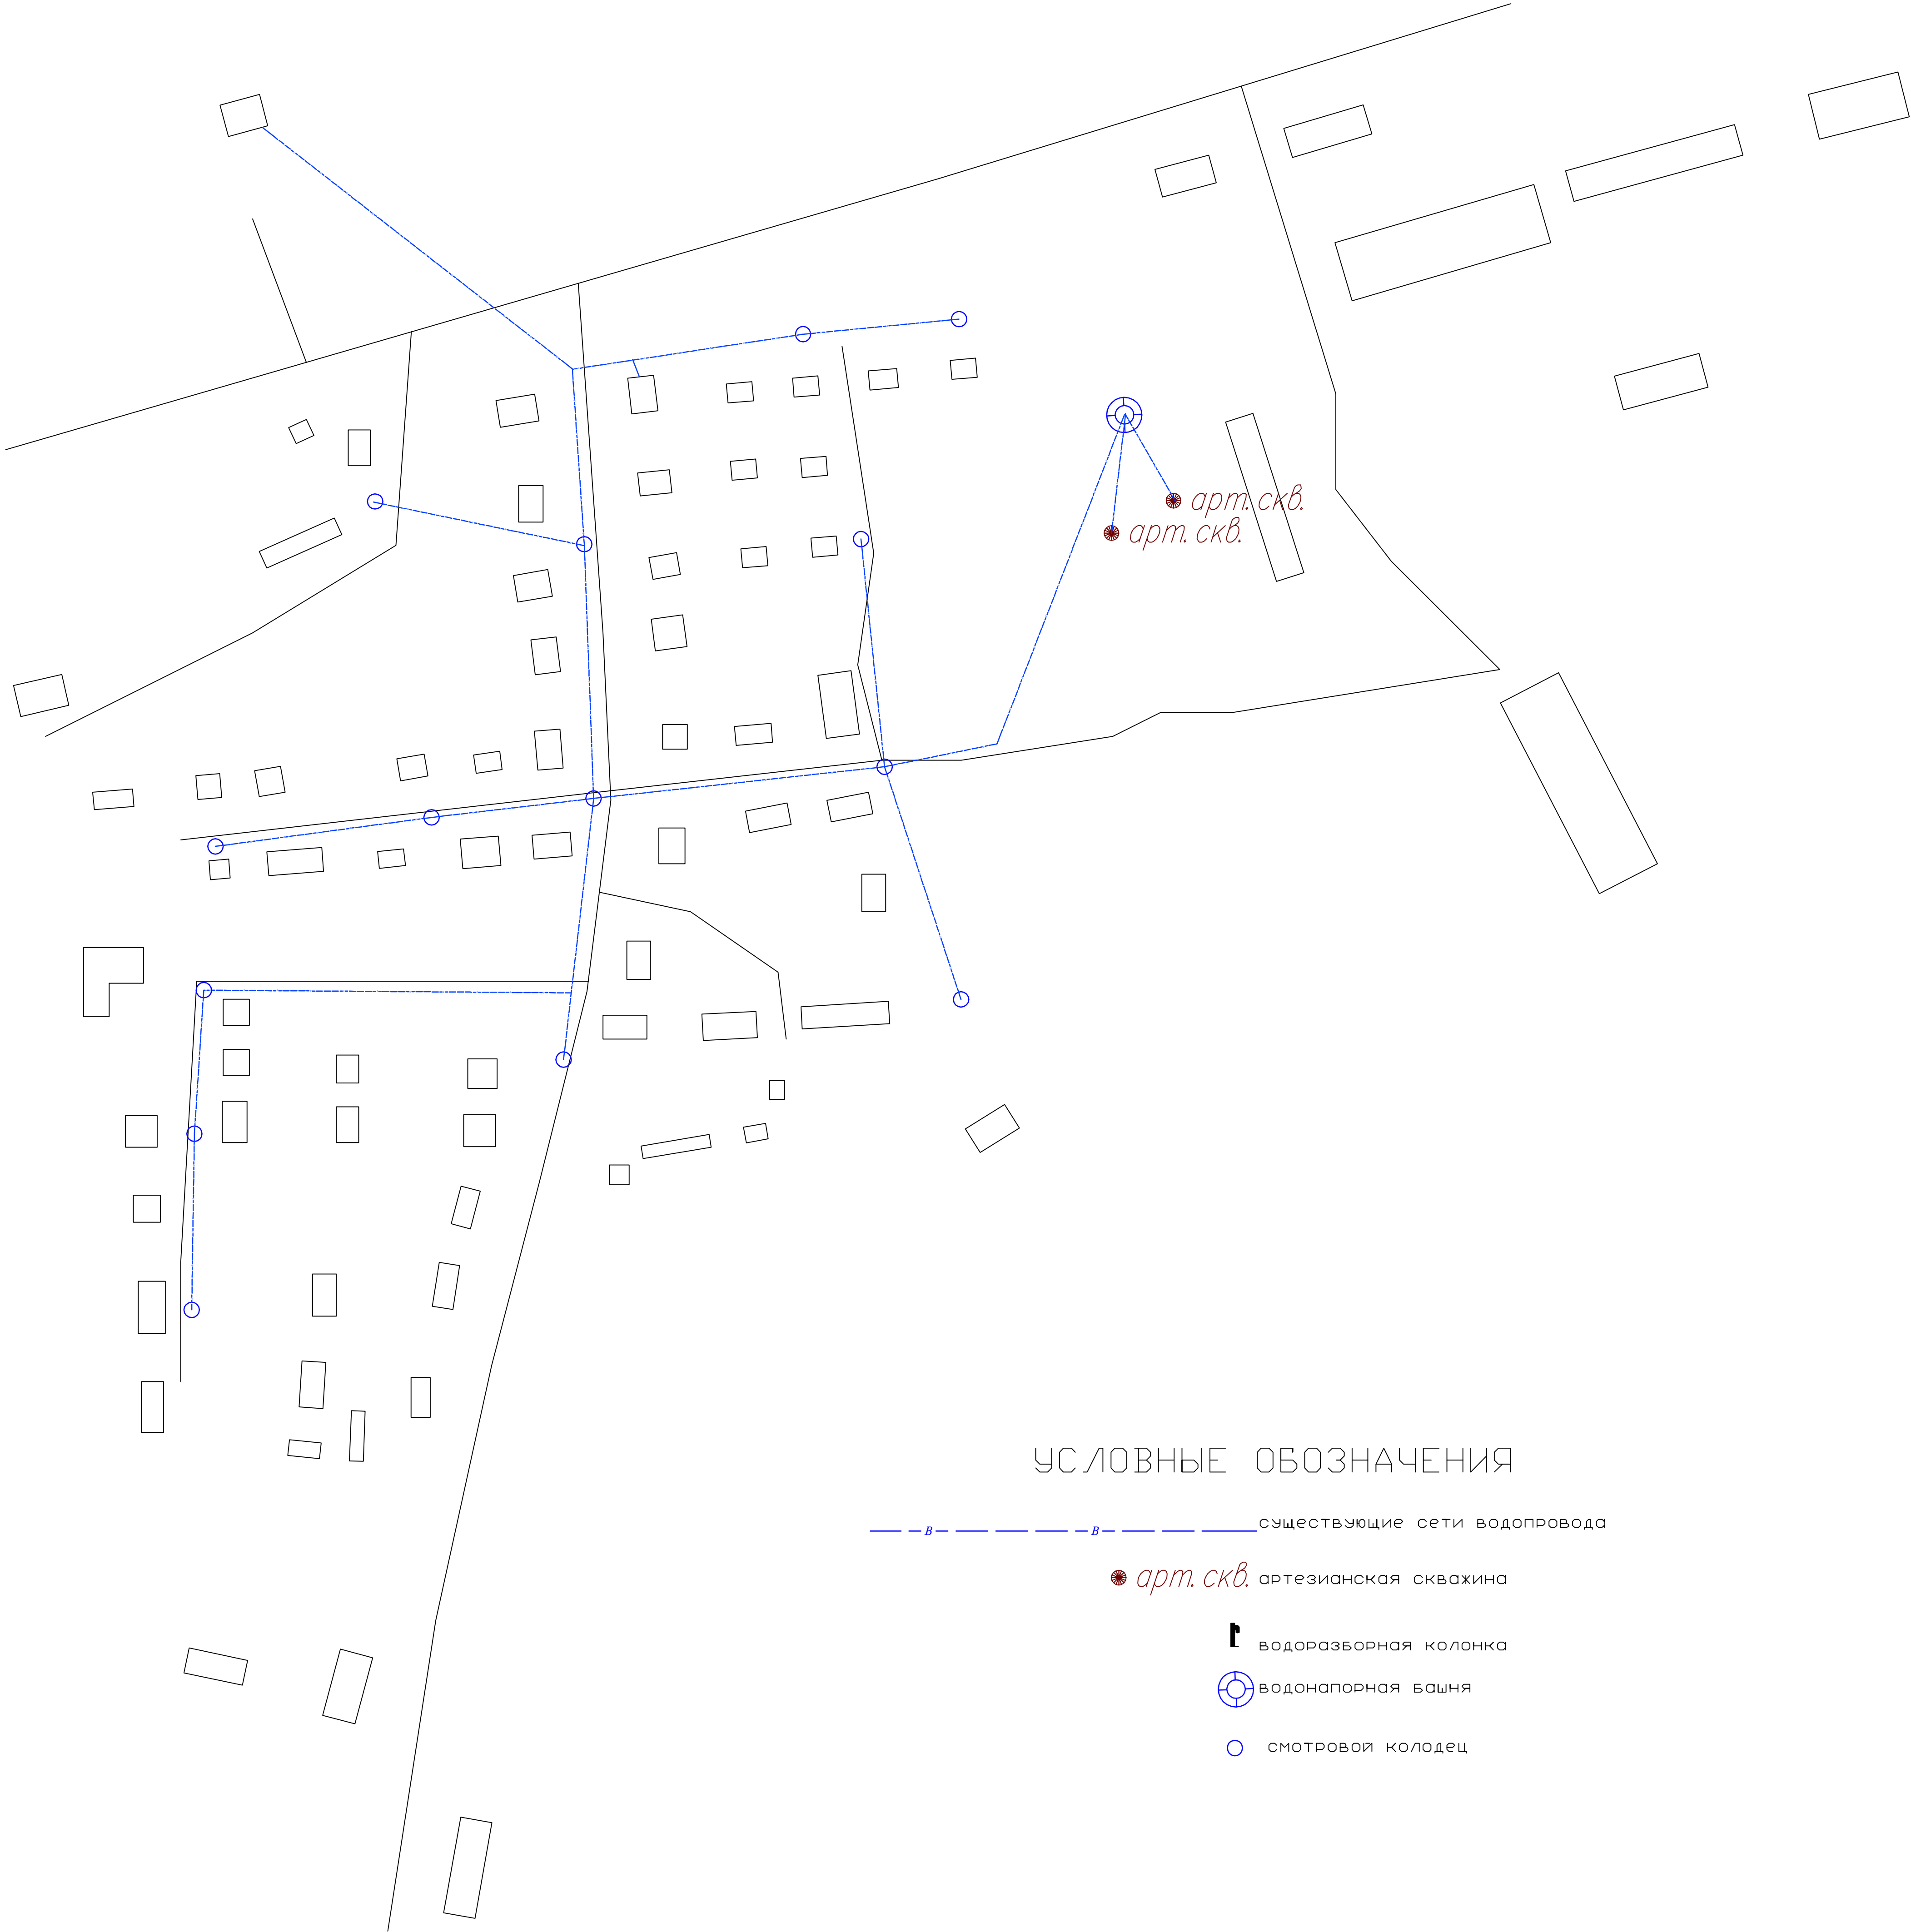 арт. скв.
арт. скв.
УСЛОВНЫЕ ОБОЗНАЧЕНИЯ
В В существующие сети водопровода
арт. скв. артезианская скважина
водоразборная колонка
водонапорная башня
смотровой колодец